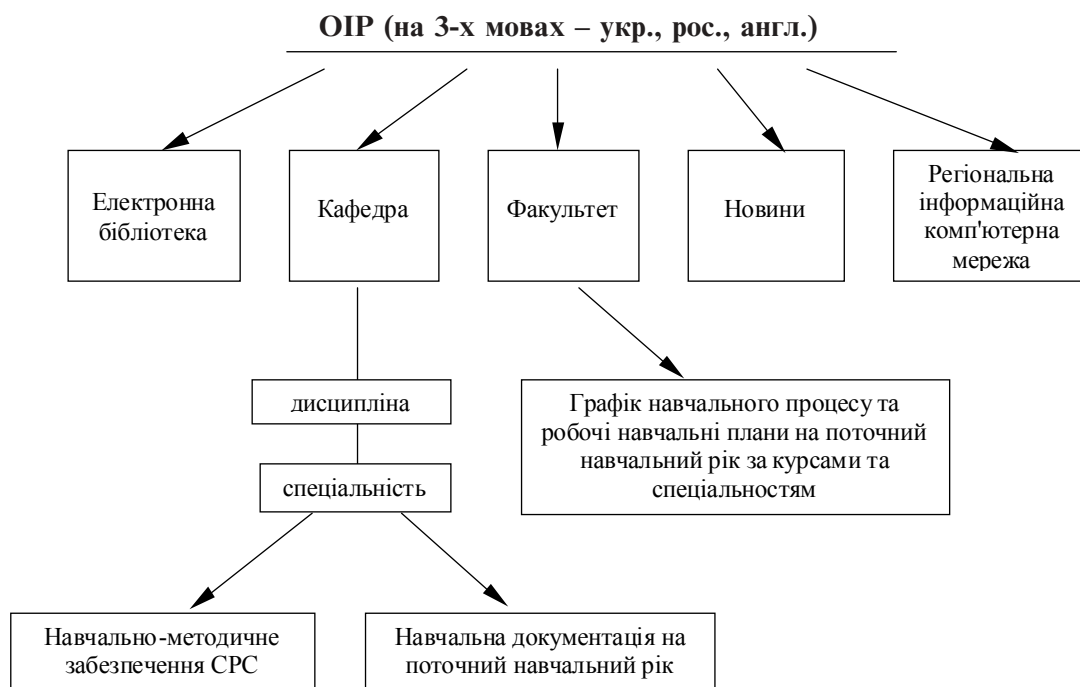 ОІР (на 3-х мовах – укр., рос., англ.)
Електронна
бібліотека
Кафедра
Факультет
Новини
Регіональна
інформаційна
комп'ютерна
мережа
дисципліна
Графік навчального процесу та
робочі навчальні плани на поточний
навчальний рік за курсами та
спеціальностям
спеціальність
Навчально-методичне
забезпечення СРС
Навчальна документація на
поточний навчальний рік